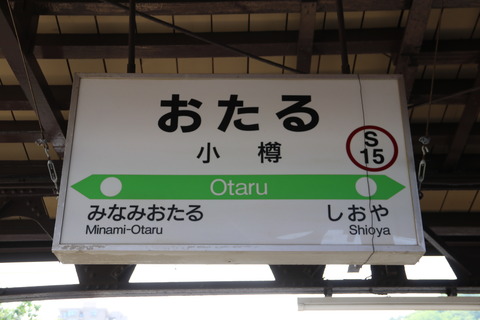 おたる
小樽
S
15
Otaru
みなみおたる
Minami-Otaru
しおや
Shioya